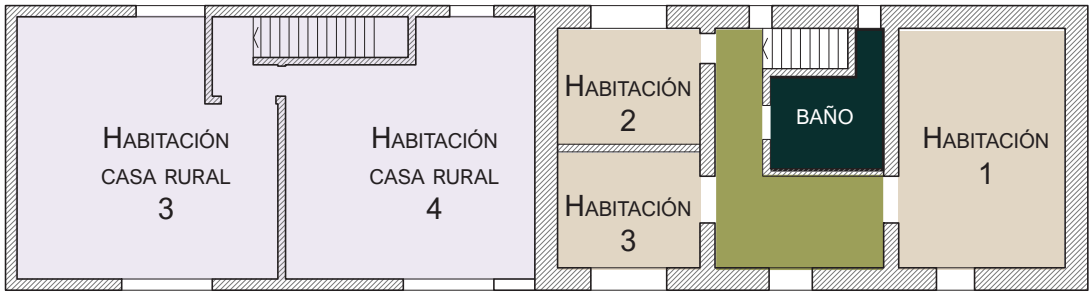 HABITACIÓN
CASA RURAL
3
HABITACIÓN
CASA RURAL
4
HABITACIÓN
2
HABITACIÓN
3
BAÑO
HABITACIÓN
1